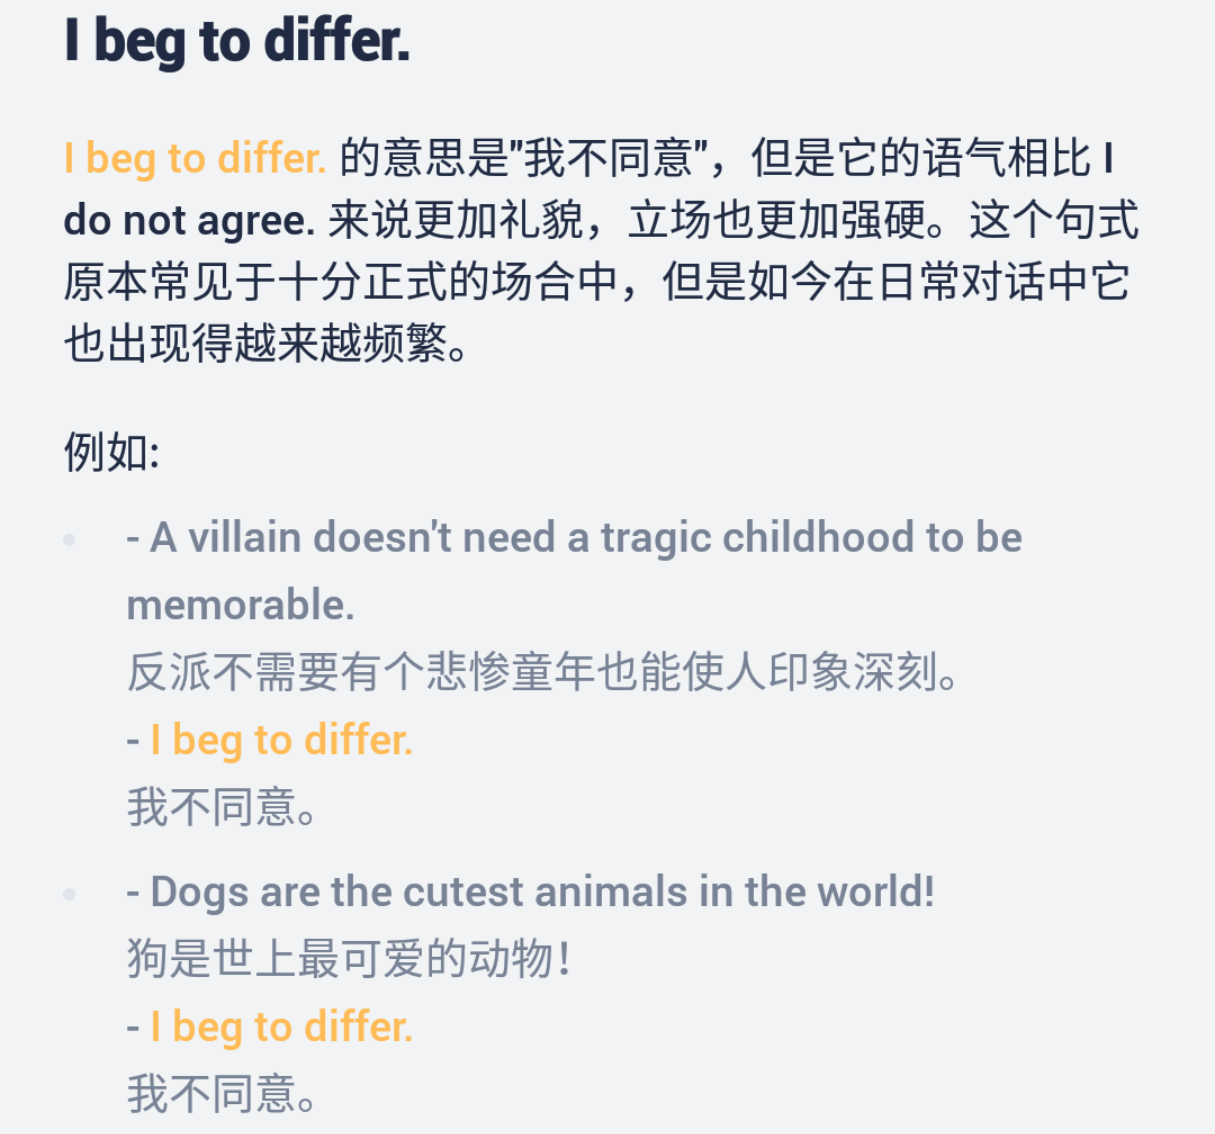 I beg to differ.
I beg to differ. 的意思是"我不同意"，但是它的语气相比 I
do not agree. 来说更加礼貌，立场也更加强硬。这个句式
原本常见于十分正式的场合中，但是如今在日常对话中它
也出现得越来越频繁。
例如:
- A villain doesn't need a tragic childhood to be
memorable.
反派不需要有个悲惨童年也能使人印象深刻。
- I beg to differ.
我不同意。
- Dogs are the cutest animals in the world!
狗是世上最可爱的动物！
- I beg to differ.
我不同意。